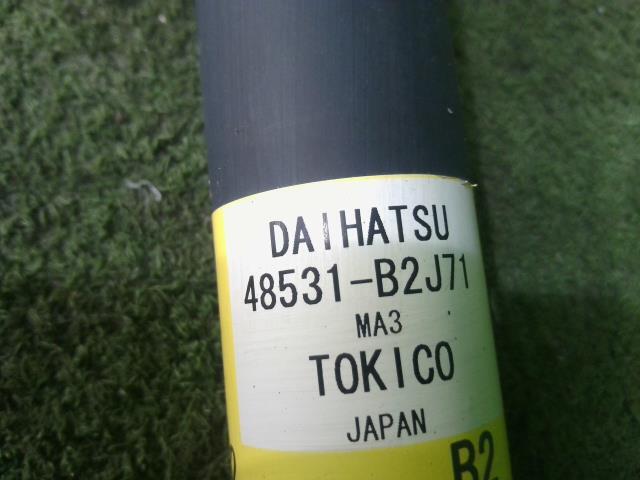 DAIHATSU
48531-B2J71
MA3
TOKICO
JAPAN
B2